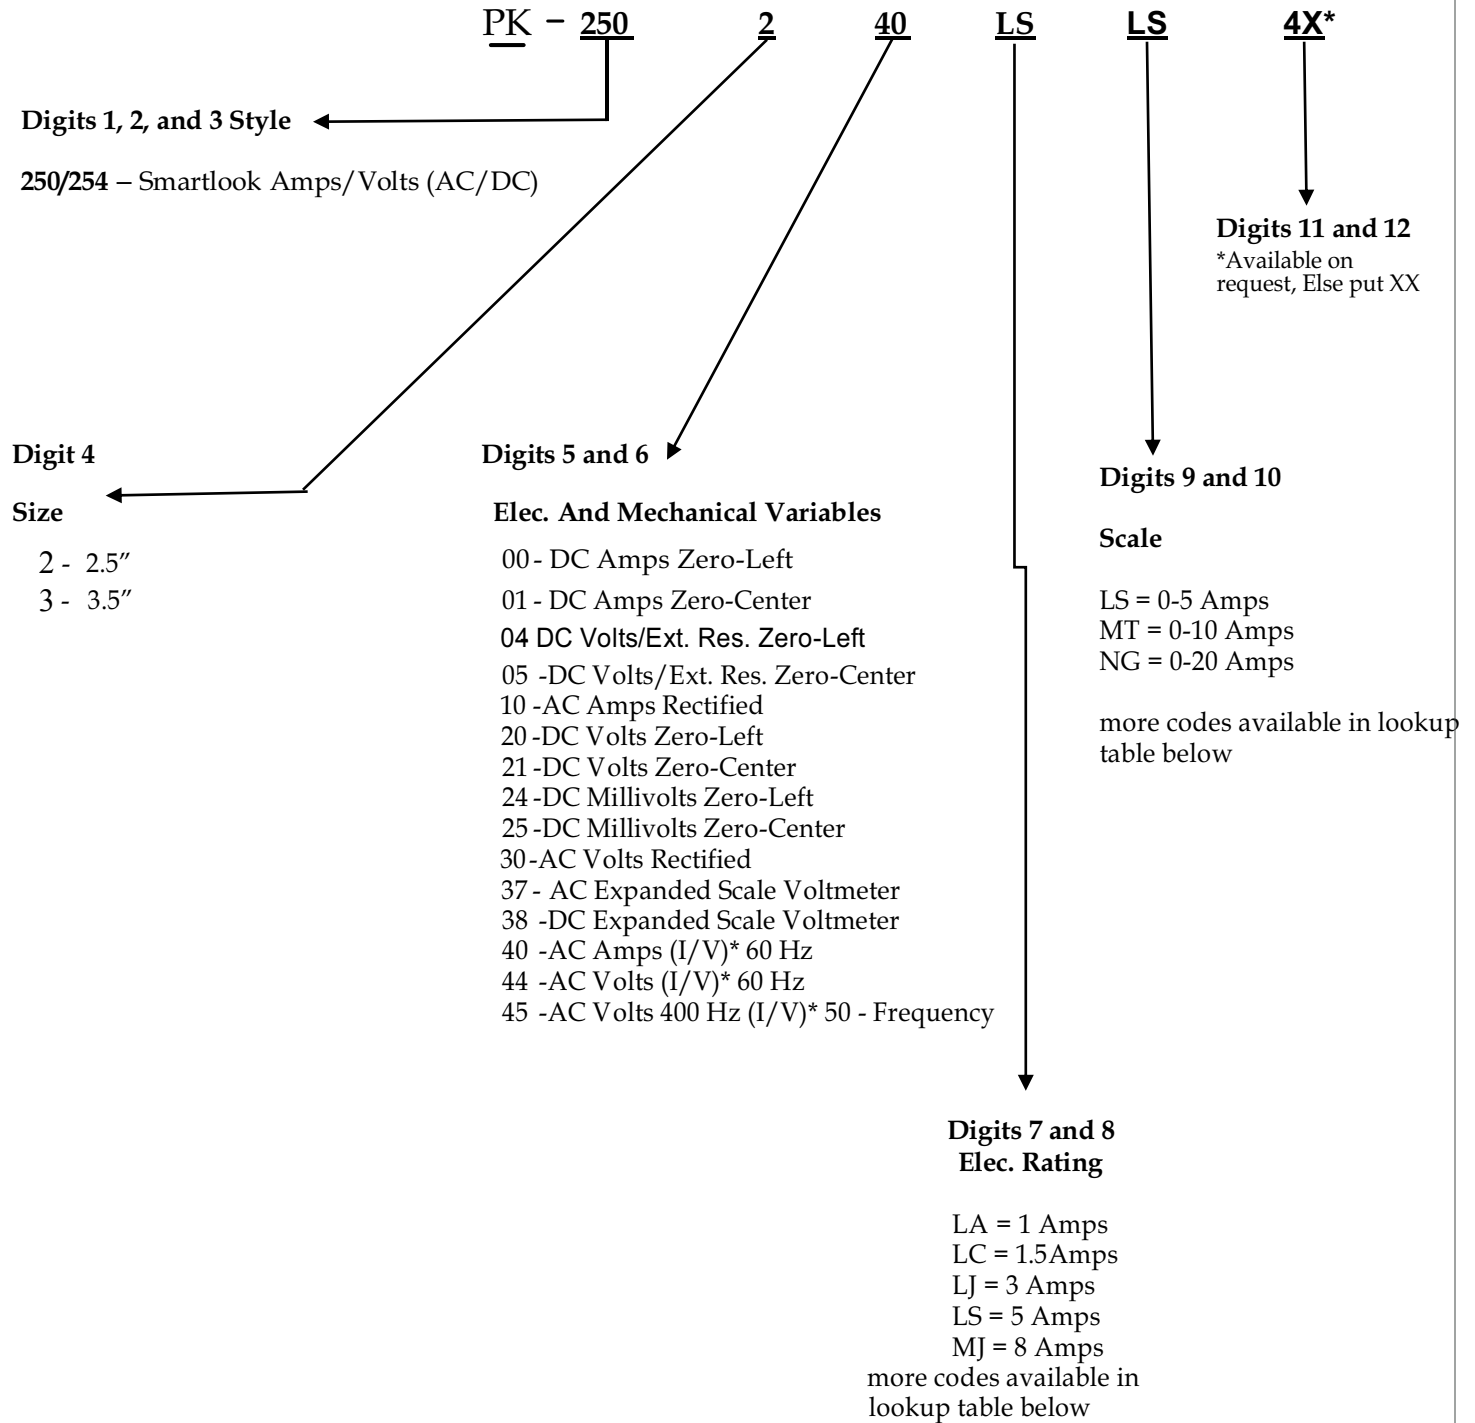 PK - 250 2 40 LS LS 4X*
Digits 1, 2, and 3 Style
250/254 – Smartlook Amps/Volts (AC/DC)
Digits 11 and 12
*Available on
request, Else put XX
Digit 4
Size
2 - 2.5"
3 - 3.5"
Digits 5 and 6
Elec. And Mechanical Variables
00 - DC Amps Zero-Left
01 - DC Amps Zero-Center
04 DC Volts/Ext. Res. Zero-Left
05 -DC Volts/Ext. Res. Zero-Center
10 -AC Amps Rectified
20 -DC Volts Zero-Left
21 -DC Volts Zero-Center
24 -DC Millivolts Zero-Left
25 -DC Millivolts Zero-Center
30 -AC Volts Rectified
37 - AC Expanded Scale Voltmeter
38 -DC Expanded Scale Voltmeter
40 -AC Amps (I/V)* 60 Hz
44 -AC Volts (I/V)* 60 Hz
45 -AC Volts 400 Hz (I/V)* 50 - Frequency
Digits 9 and 10
Scale
LS = 0-5 Amps
MT = 0-10 Amps
NG = 0-20 Amps
more codes available in lookup
table below
Digits 7 and 8
Elec. Rating
LA = 1 Amps
LC = 1.5Amps
LJ = 3 Amps
LS = 5 Amps
MJ = 8 Amps
more codes available in
lookup table below